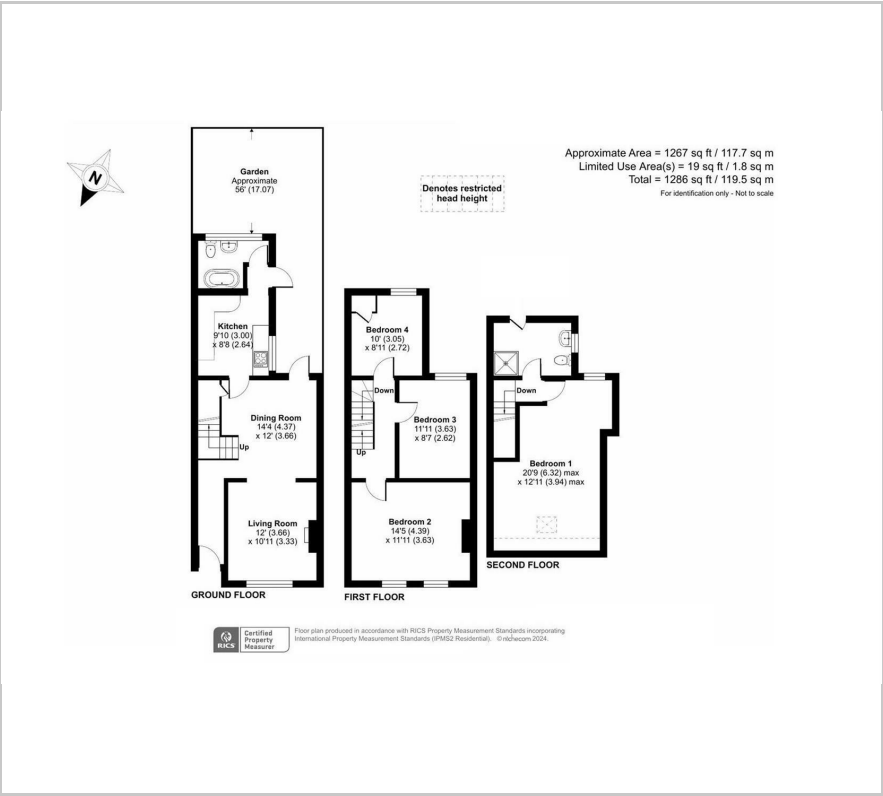 Approximate Area = 1267 sq ft / 117.7 sq m
Limited Use Area(s) = 19 sq ft / 1.8 sq m
Total = 1286 sq ft / 119.5 sq m
For identification only - Not to scale
N
Garden
Approximate
56' (17.07)
Denotes restricted
head height
Kitchen
9'10 (3.00)
x 8'8 (2.64)
Dining Room
14'4 (4.37)
x 12' (3.66)
Up
Living Room
12' (3.66)
x 10'11 (3.33)
GROUND FLOOR
Bedroom 4
10' (3.05)
x 8'11 (2.72)
Down
Up
Bedroom 3
11'11 (3.63)
x 8'7 (2.62)
Bedroom 2
14'5 (4.39)
x 11'11 (3.63)
FIRST FLOOR
Down
Bedroom 1
20'9 (6.32) max
x 12'11 (3.94) max
SECOND FLOOR
RICS
Certified
Property
Measurer
Floor plan produced in accordance with RICS Property Measurement Standards incorporating
International Property Measurement Standards (IPMS2 Residential). © nichecom 2024.